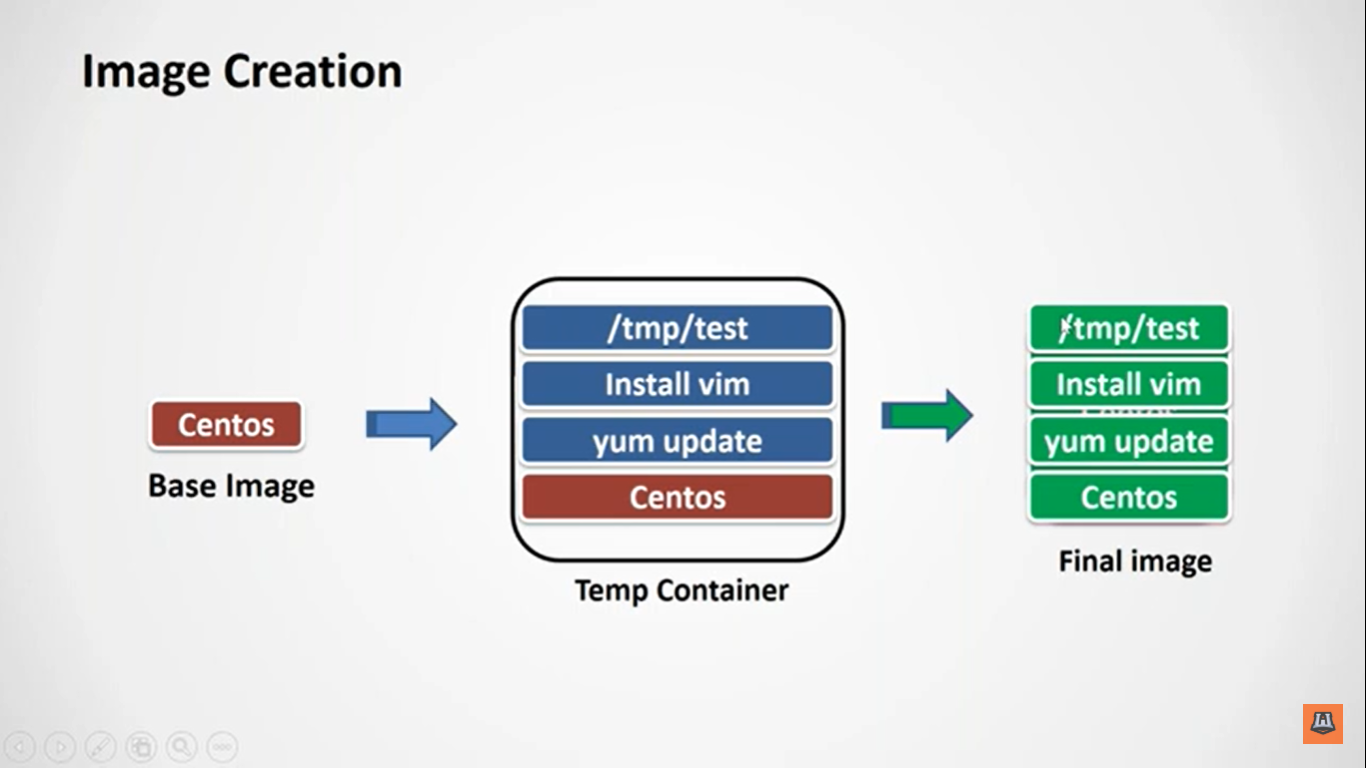 Image Creation
/tmp/test
Install vim
yum update
Centos
Temp Container
Centos
Base Image
/tmp/test
Install vim
yum update
Centos
Final image